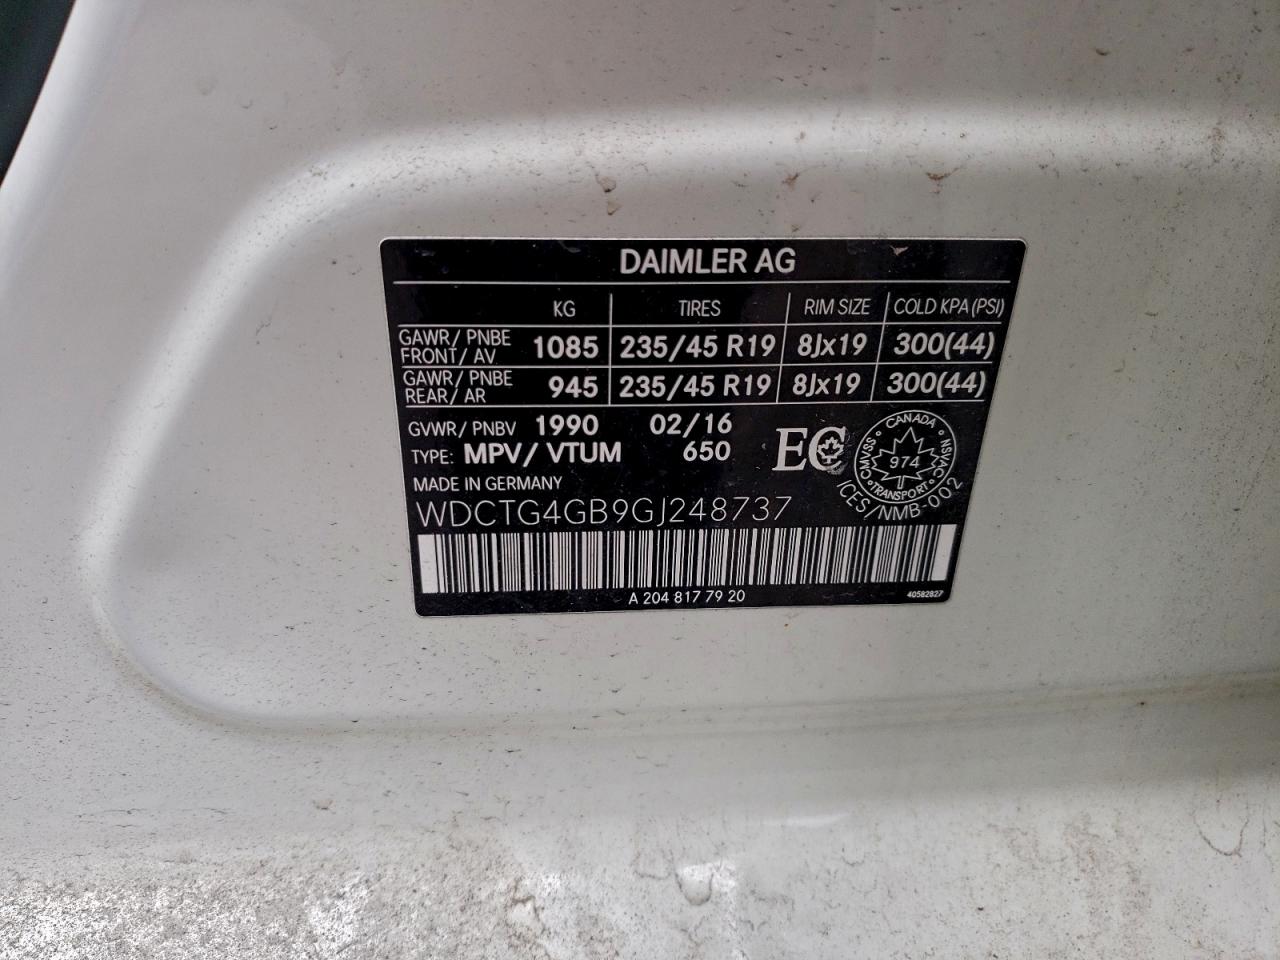 DAIMLER AG
KG TIRES RIM SIZE COLD KPA (PSI)
GAWR/ PNBE FRONT/ AV 1085 235/45 R19 8Jx19 300(44)
GAWR/ PNBE REAR/ AR 945 235/45 R19 8Jx19 300(44)
GVWR/ PNBV 1990 02/16
TYPE: MPV/ VTUM 650
EC
CANADA
CMVSS NSVAC
974
TRANSPORT
ICES/NMB-002
MADE IN GERMANY
WDCTG4GB9GJ248737
A 204 817 79 20
40582827